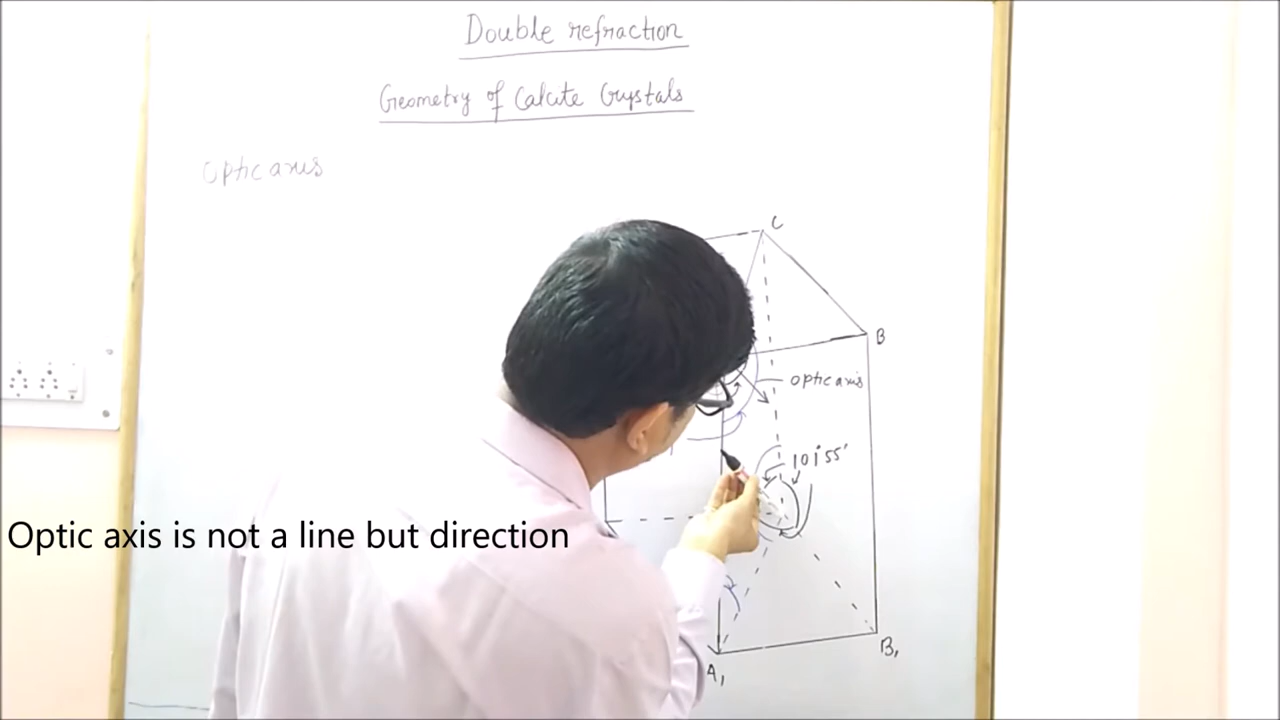 Double refraction
Geometry of Calcite Crystals
Optic axis
C
B
optic axis
101°55'
Optic axis is not a line but direction
B₁
A₁